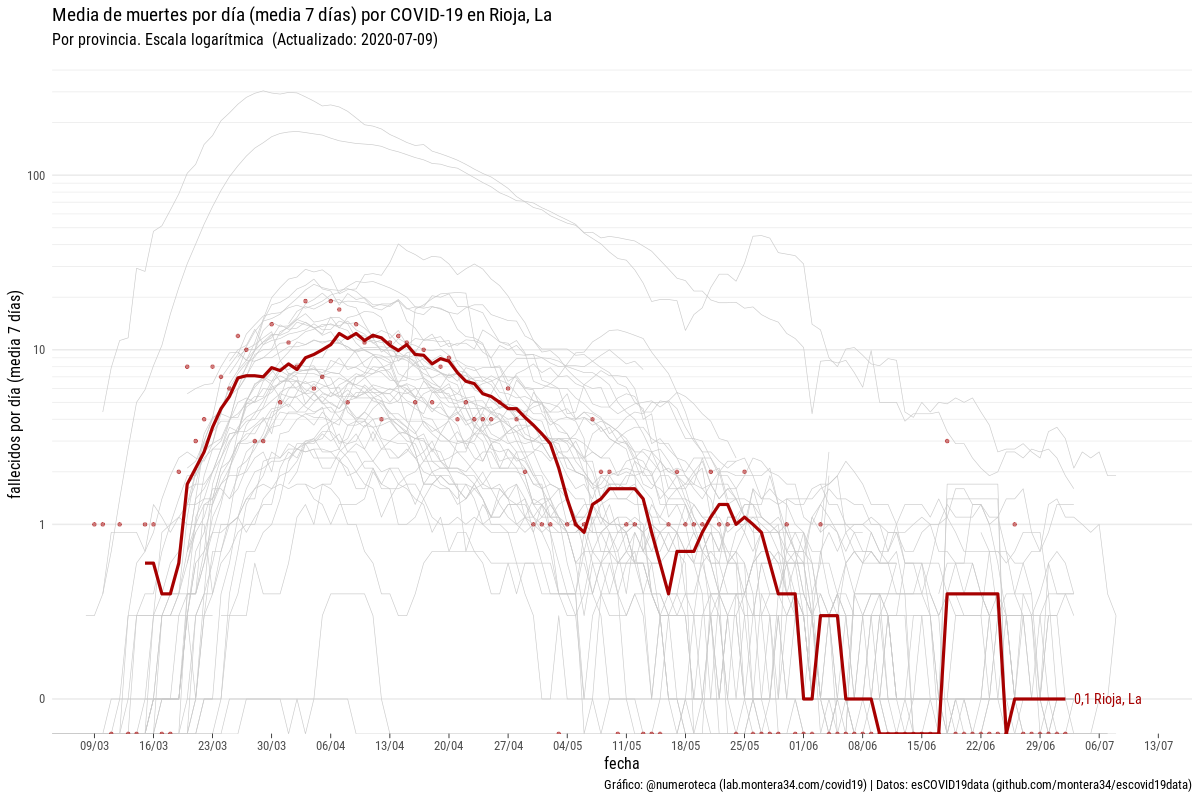 Media de muertes por día (media 7 días) por COVID-19 en Rioja, La
Por provincia. Escala logarítmica  (Actualizado: 2020-07-09)
fallecidos por día (media 7 días)
100
10
1
0
0,1 Rioja, La
09/03 16/03 23/03 30/03 06/04 13/04 20/04 27/04 04/05 11/05 18/05 25/05 01/06 08/06 15/06 22/06 29/06 06/07 13/07
fecha
Gráfico: @numeroteca (lab.montera34.com/covid19) | Datos: esCOVID19data (github.com/montera34/escovid19data)